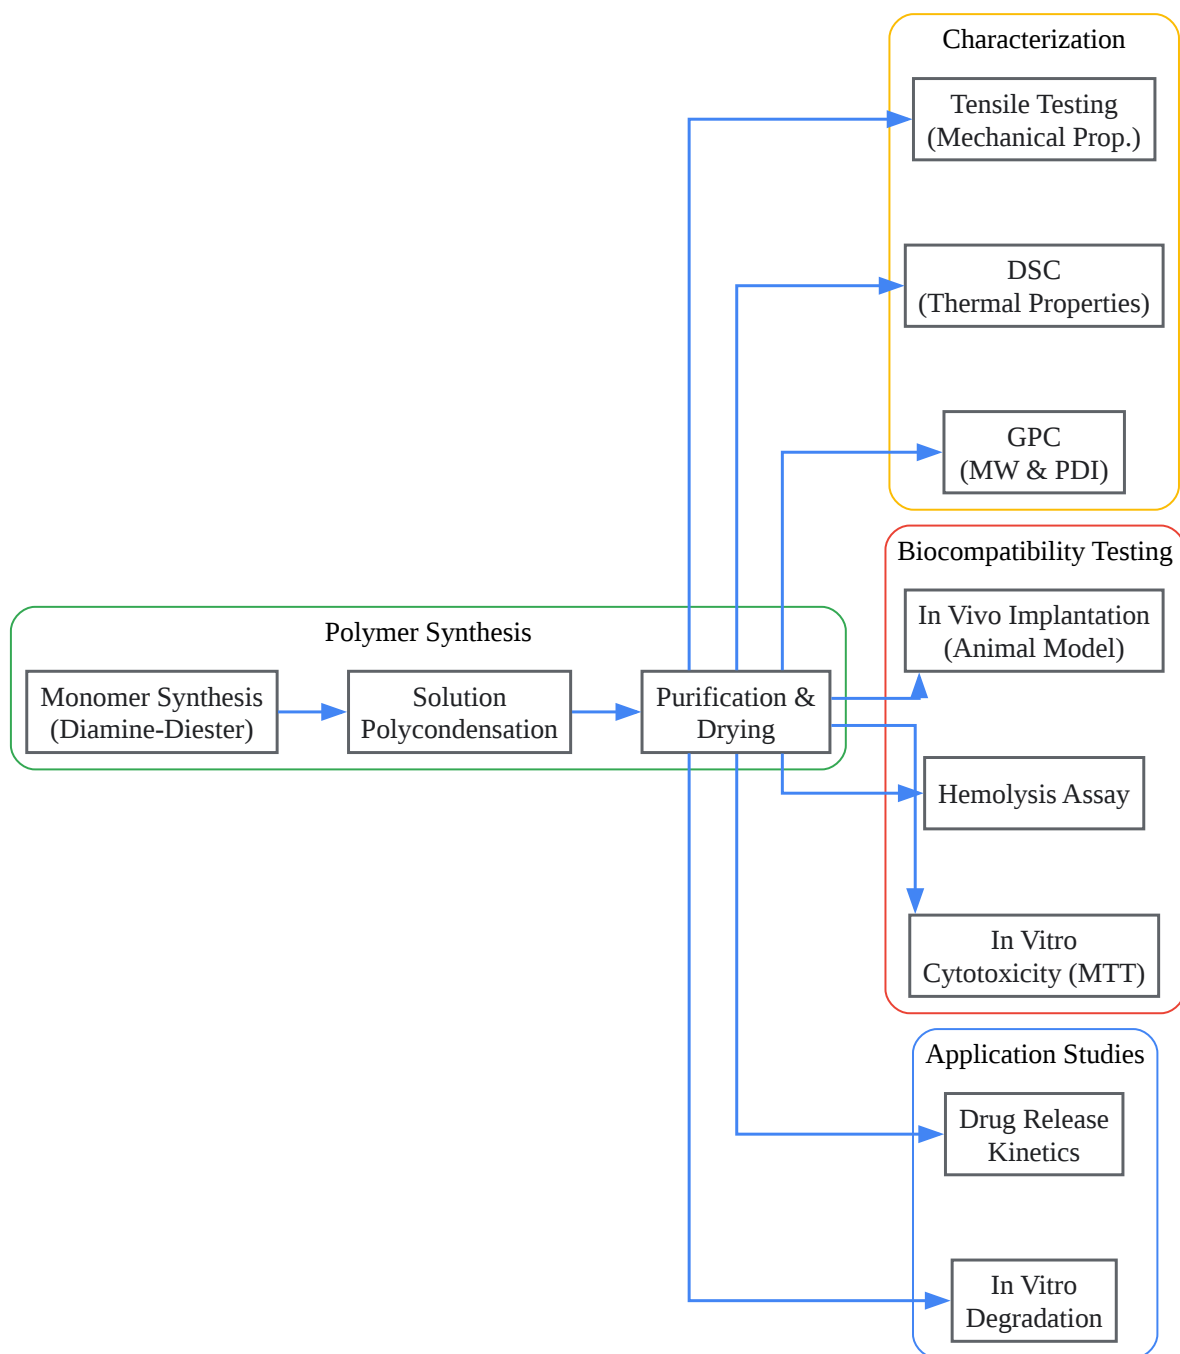 Characterization
Tensile Testing
(Mechanical Prop.)
DSC
(Thermal Properties)
GPC
(MW & PDI)
Biocompatibility Testing
In Vivo Implantation
(Animal Model)
Polymer Synthesis
Monomer Synthesis
(Diamine-Diester)
Solution
Polycondensation
Purification &
Drying
Hemolysis Assay
In Vitro
Cytotoxicity (MTT)
Application Studies
Drug Release
Kinetics
In Vitro
Degradation